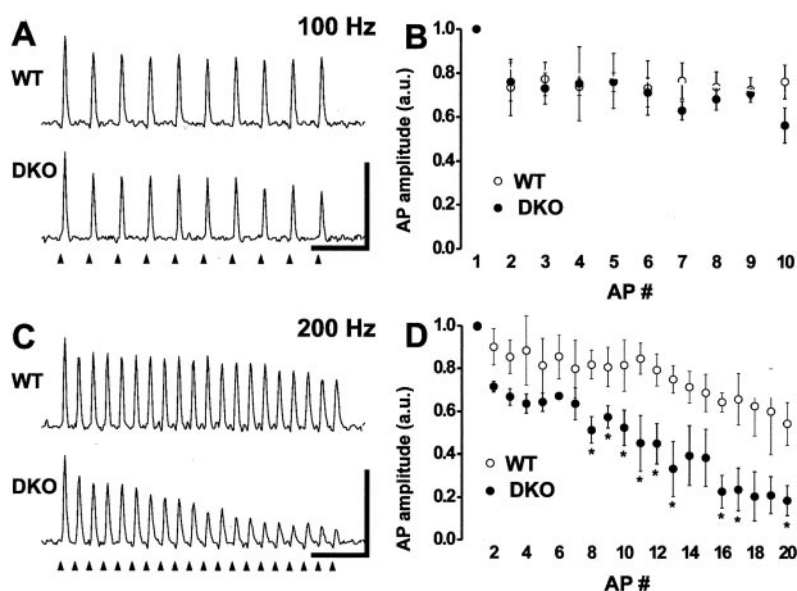 A
100 Hz
WT
DKO
B
AP amplitude (a.u.)
1.0
0.8
0.6
0.4
0.2
0.0
WT
DKO
1 2 3 4 5 6 7 8 9 10
AP #
C
200 Hz
WT
DKO
D
AP amplitude (a.u.)
1.0
0.8
0.6
0.4
0.2
0.0
WT
DKO
* * * * * * * * *
2 4 6 8 10 12 14 16 18 20
AP #